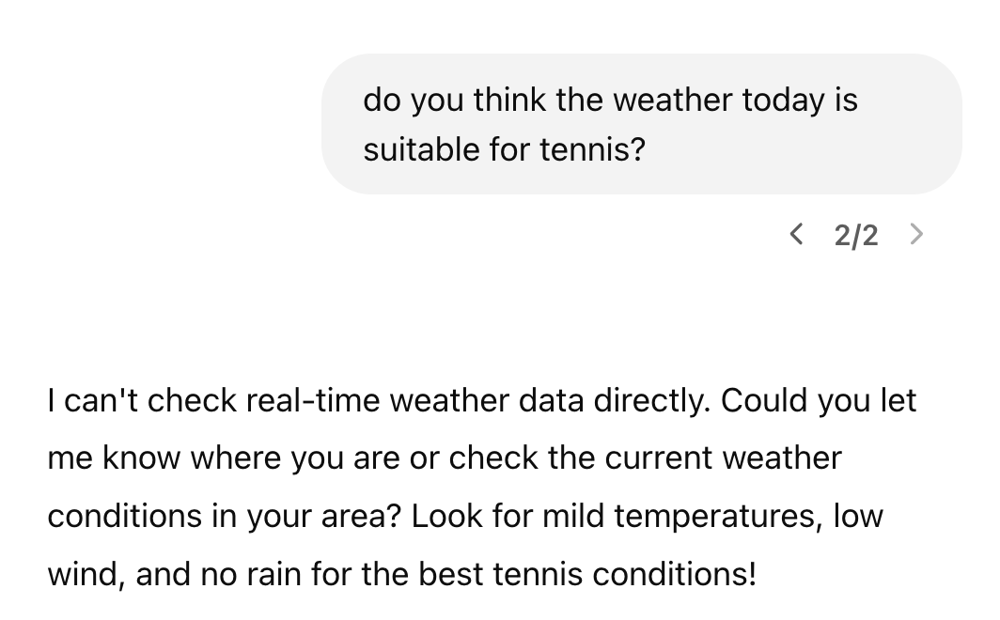 do you think the weather today is
suitable for tennis?
2/2
I can't check real-time weather data directly. Could you let
me know where you are or check the current weather
conditions in your area? Look for mild temperatures, low
wind, and no rain for the best tennis conditions!